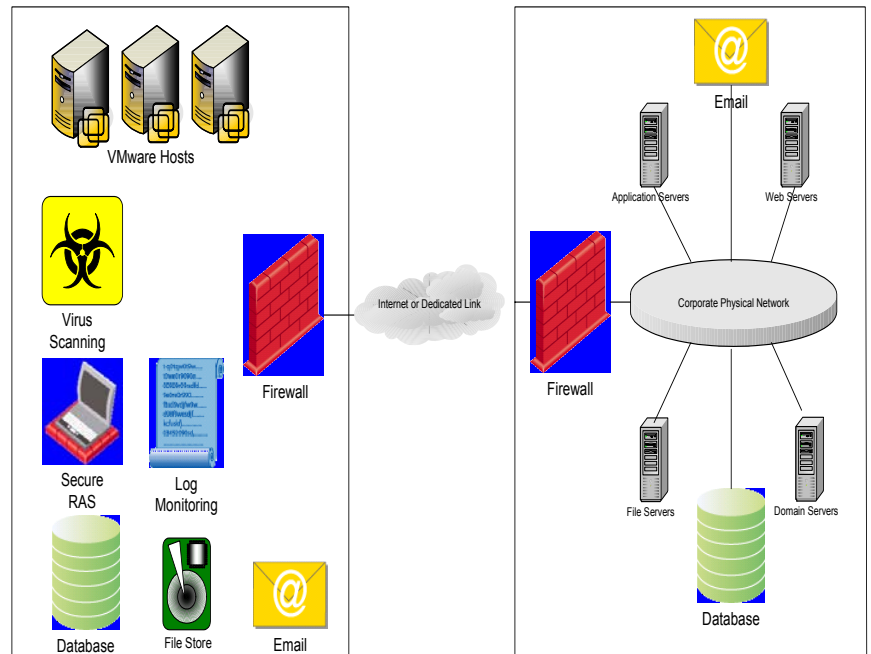 VMware Hosts
Virus
Scanning
Secure
RAS
Log
Monitoring
Database
File Store
Email
Firewall
Internet or Dedicated Link
Firewall
Email
Application Servers
Web Servers
Corporate Physical Network
File Servers
Domain Servers
Database